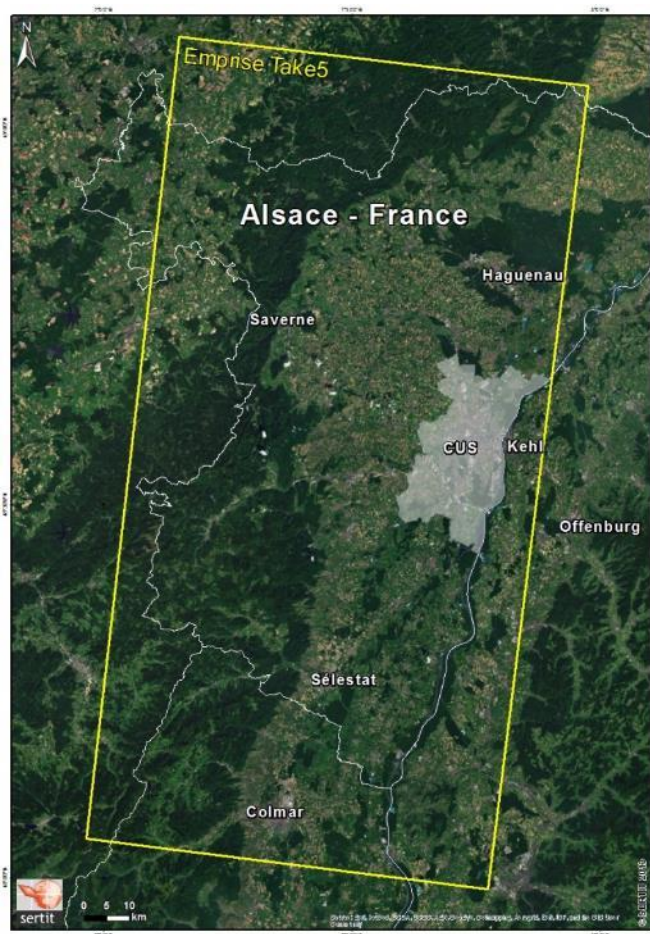 N
Emprise Take5
Alsace - France
Haguenau
Saverne
CUS
Kehl
Offenburg
Sélestat
Colmar
0 5 10
km
sertit